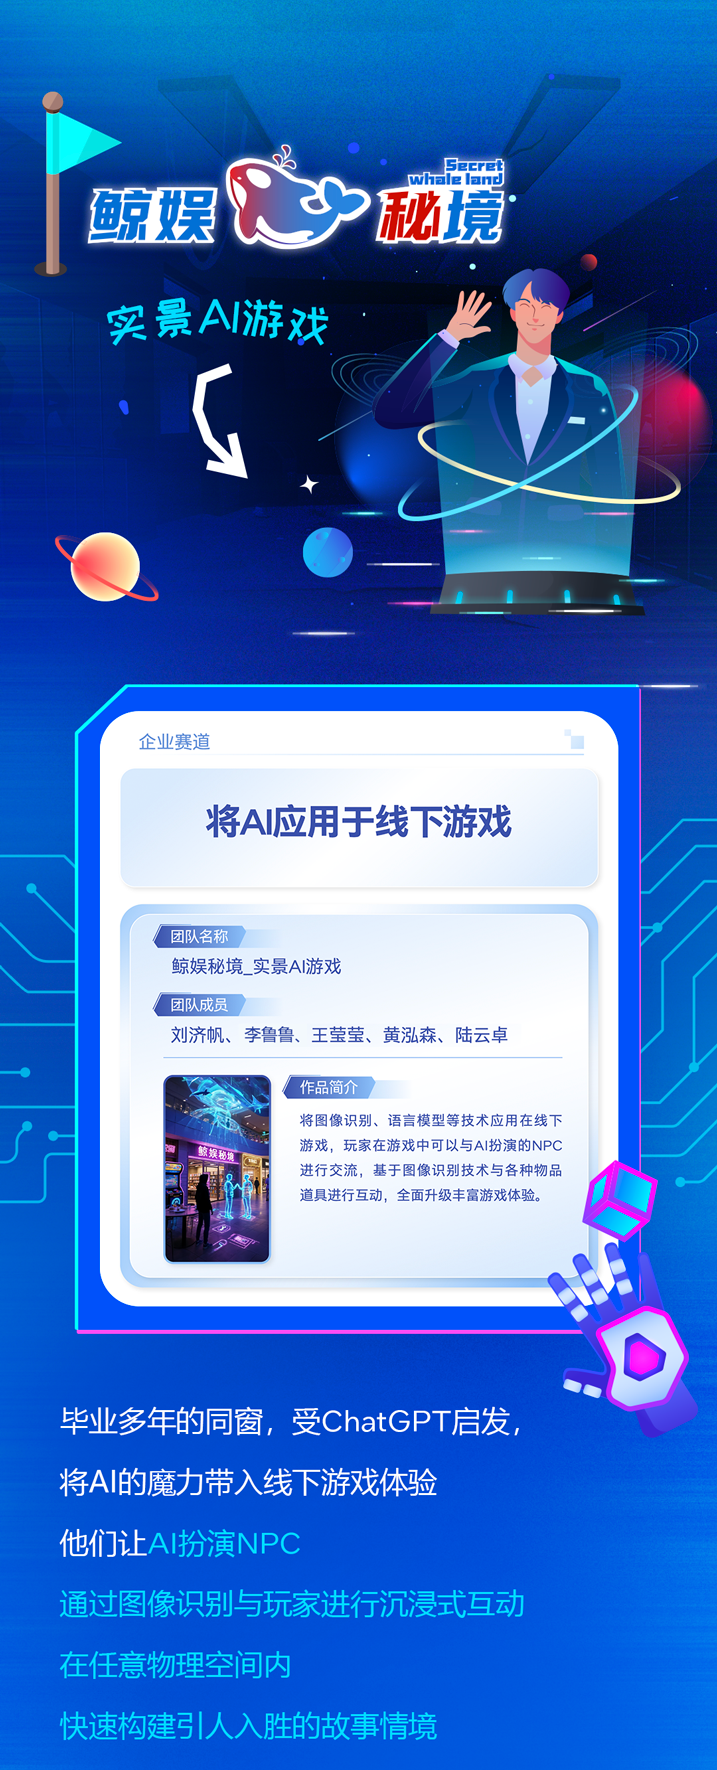 鲸娱
Secret
whale land
秘境
实景AI游戏
企业赛道
将AI应用于线下游戏
团队名称
鲸娱秘境_实景AI游戏
团队成员
刘济帆、李鲁鲁、王莹莹、黄泓森、陆云卓
作品简介
将图像识别、语言模型等技术应用在线下
游戏，玩家在游戏中可以与AI扮演的NPC
进行交流，基于图像识别技术与各种物品
道具进行互动，全面升级丰富游戏体验。
鲸娱秘境
毕业多年的同窗，受ChatGPT启发，
将AI的魔力带入线下游戏体验
他们让AI扮演NPC
通过图像识别与玩家进行沉浸式互动
在任意物理空间内
快速构建引人入胜的故事情境